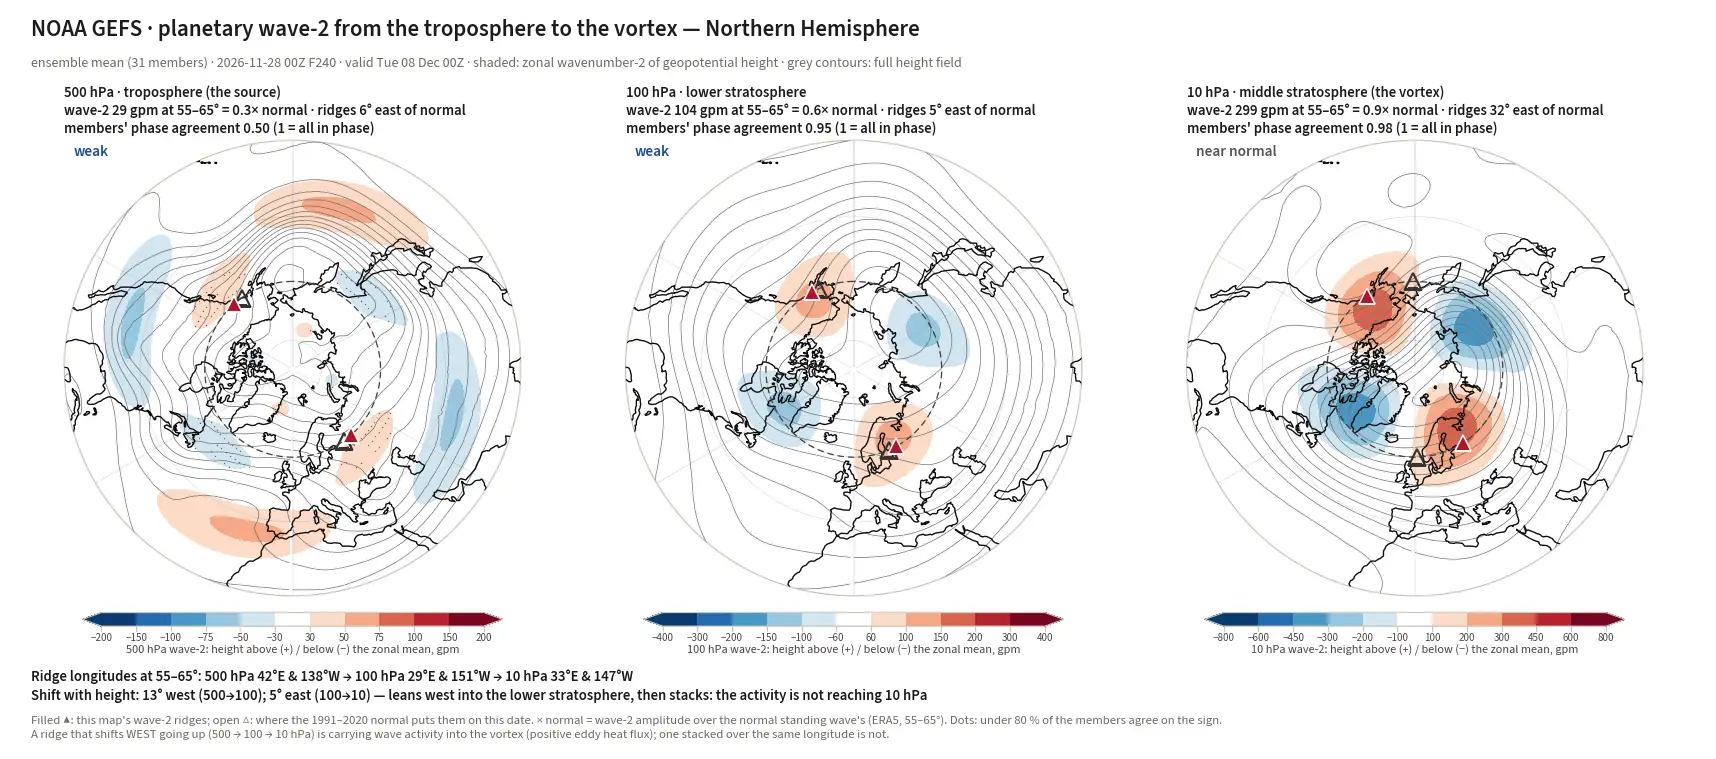 NOAA GEFS · planetary wave-2 from the troposphere to the vortex — Northern Hemisphere
ensemble mean (31 members) · 2026-11-28 00Z F240 · valid Tue 08 Dec 00Z · shaded: zonal wavenumber-2 of geopotential height · grey contours: full height field
500 hPa · troposphere (the source)
wave-2 29 gpm at 55–65° = 0.3× normal · ridges 6° east of normal
members' phase agreement 0.50 (1 = all in phase)
weak
100 hPa · lower stratosphere
wave-2 104 gpm at 55–65° = 0.6× normal · ridges 5° east of normal
members' phase agreement 0.95 (1 = all in phase)
weak
10 hPa · middle stratosphere (the vortex)
wave-2 299 gpm at 55–65° = 0.9× normal · ridges 32° east of normal
members' phase agreement 0.98 (1 = all in phase)
near normal
−200 −150 −100 −75 −50 −30 30 50 75 100 150 200
500 hPa wave-2: height above (+) / below (−) the zonal mean, gpm
−400 −300 −200 −150 −100 −60 60 100 150 200 300 400
100 hPa wave-2: height above (+) / below (−) the zonal mean, gpm
−800 −600 −450 −300 −200 −100 100 200 300 450 600 800
10 hPa wave-2: height above (+) / below (−) the zonal mean, gpm
Ridge longitudes at 55–65°: 500 hPa 42°E & 138°W → 100 hPa 29°E & 151°W → 10 hPa 33°E & 147°W
Shift with height: 13° west (500→100); 5° east (100→10) — leans west into the lower stratosphere, then stacks: the activity is not reaching 10 hPa
Filled ▲: this map's wave-2 ridges; open △: where the 1991–2020 normal puts them on this date. × normal = wave-2 amplitude over the normal standing wave's (ERA5, 55–65°). Dots: under 80 % of the members agree on the sign.
A ridge that shifts WEST going up (500 → 100 → 10 hPa) is carrying wave activity into the vortex (positive eddy heat flux); one stacked over the same longitude is not.